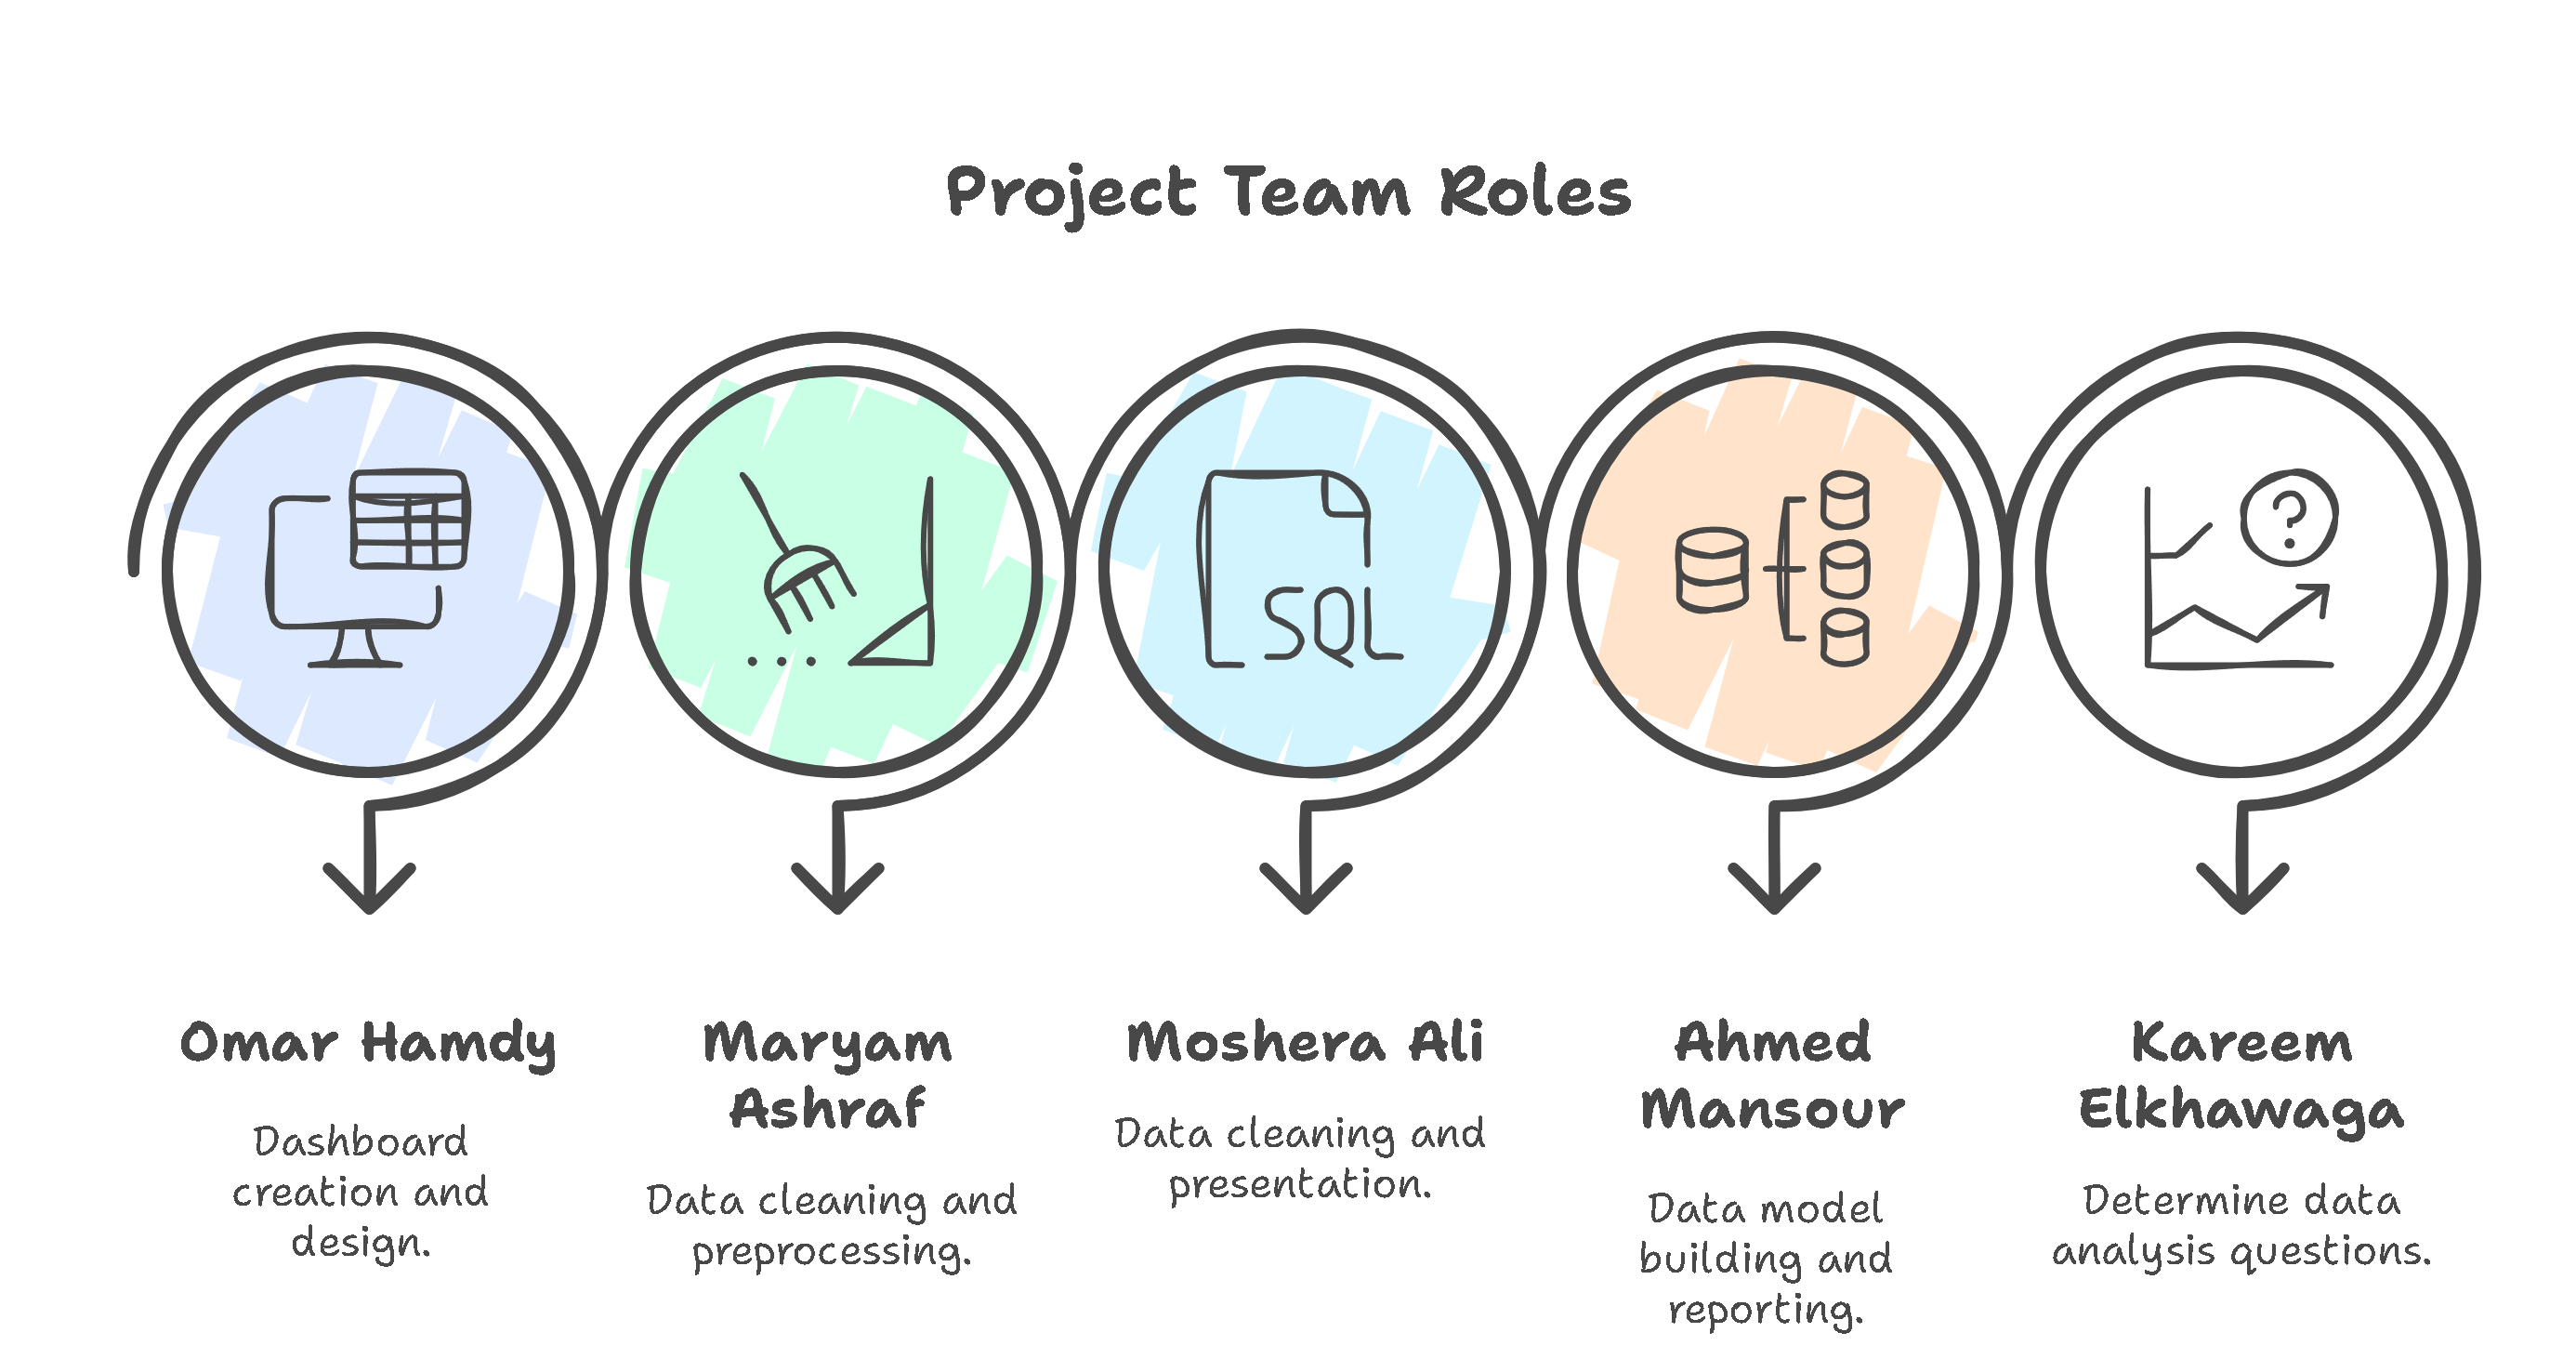 Project Team Roles
?
SQL
Omar Hamdy
Dashboard
creation and
design.
Maryam
Ashraf
Data cleaning and
preprocessing.
Moshera Ali
Data cleaning and
presentation.
Ahmed
Mansour
Data model
building and
reporting.
Kareem
Elkhawaga
Determine data
analysis questions.